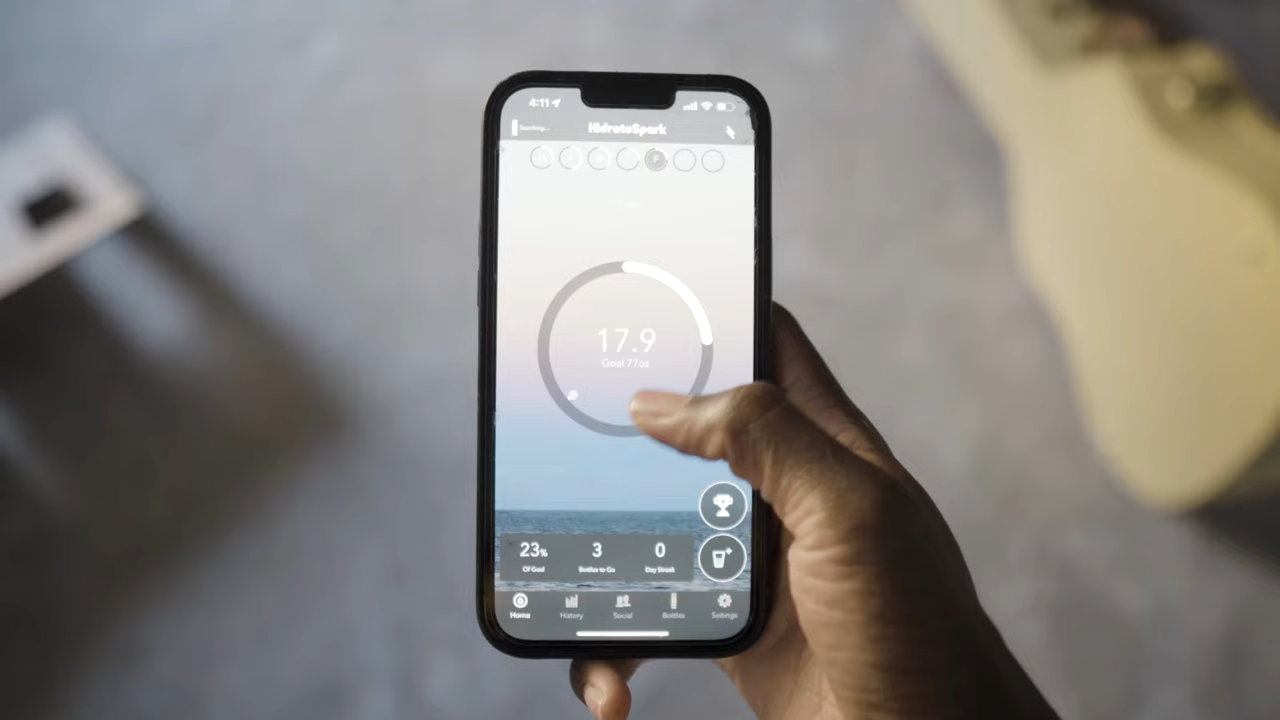 4:11
HidrateSpark
F
17.9
Goal 77oz
23% 3 0
Of Goal Bottles to Go Day Streak
Home History Social Bottles Settings